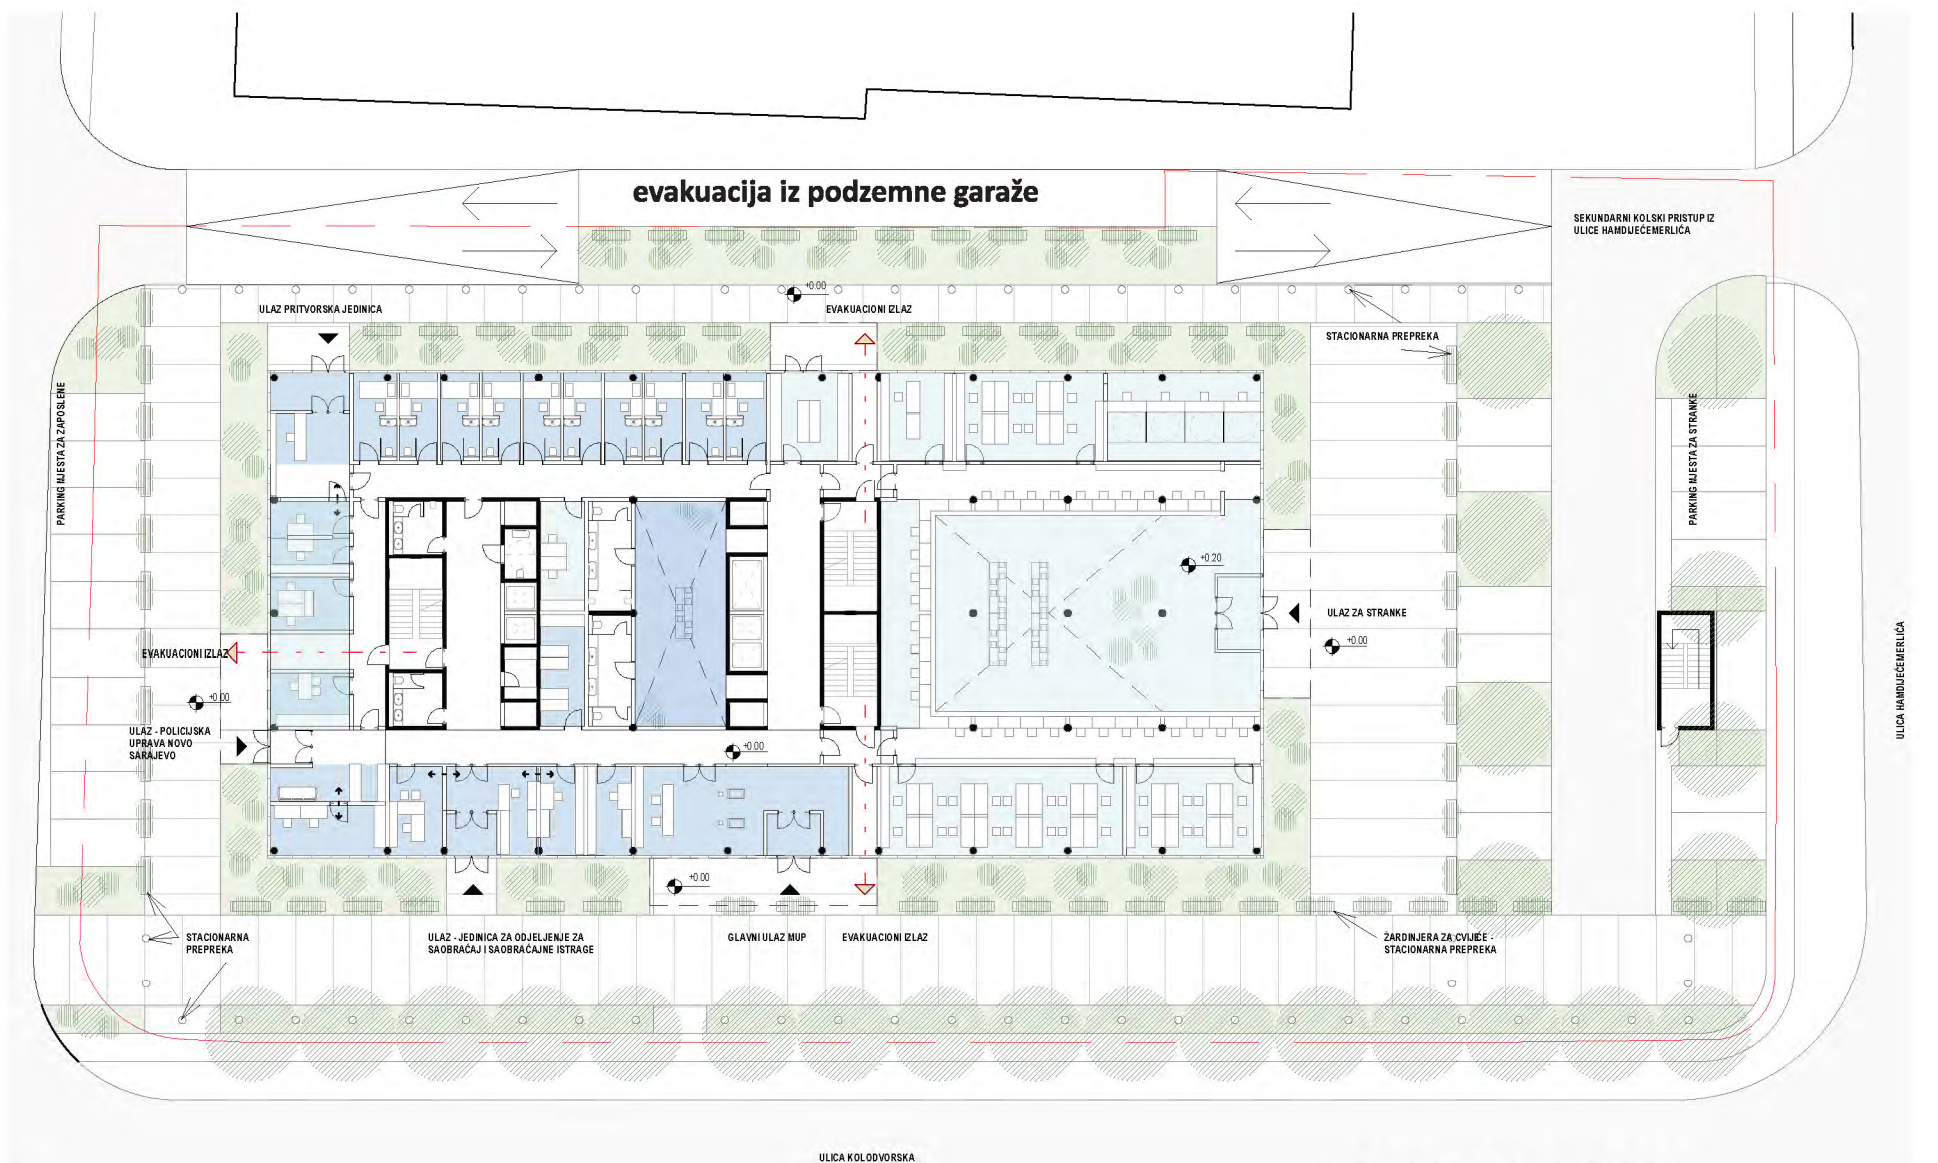 evakuacija iz podzemne garaže
SEKUNDARNI KOLSKI PRISTUP IZ
ULICE HAMDIJEĆEMERLIĆA
+0.00
ULAZ PRITVORSKA JEDINICA
EVAKUACIONI IZLAZ
STACIONARNA PREPREKA
PARKING MJESTA ZA ZAPOSLENE
PARKING MJESTA ZA STRANKE
+0.20
ULAZ ZA STRANKE
+0.00
ULICA HAMDIJEĆEMERLIĆA
EVAKUACIONI IZLAZ
+0.00
ULAZ - POLICIJSKA
UPRAVA NOVO
SARAJEVO
+0.00
+0.00
STACIONARNA
PREPREKA
ULAZ - JEDINICA ZA ODJELJENJE ZA
SAOBRAĆAJ I SAOBRAĆAJNE ISTRAGE
GLAVNI ULAZ MUP
EVAKUACIONI IZLAZ
ŽARDINJERA ZA CVIJEĆE -
STACIONARNA PREPREKA
ULICA KOLODVORSKA